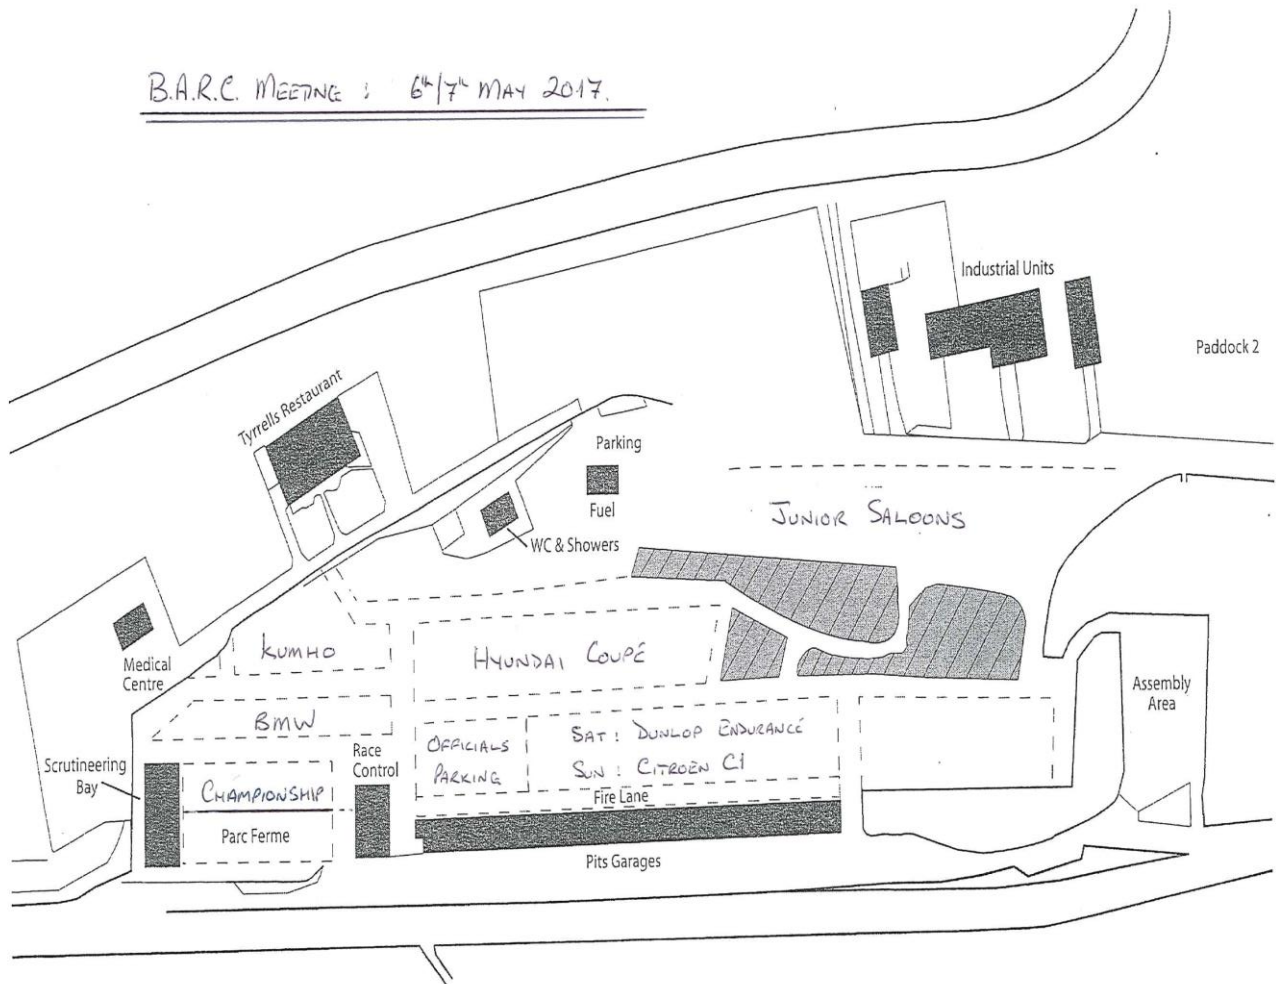 B.A.R.C. MEETING : 6th/7th MAY 2017.
Industrial Units
Paddock 2
Tyrrells Restaurant
Parking
Fuel
WC & Showers
JUNIOR SALOONS
Medical
Centre
KUMHO
HYUNDAI COUPE
Assembly
Area
BMW
OFFICIALS
PARKING
SAT : DUNLOP ENDURANCE
SUN : CITROEN C1
Race
Control
Scrutineering
Bay
CHAMPIONSHIP
Parc Ferme
Fire Lane
Pits Garages